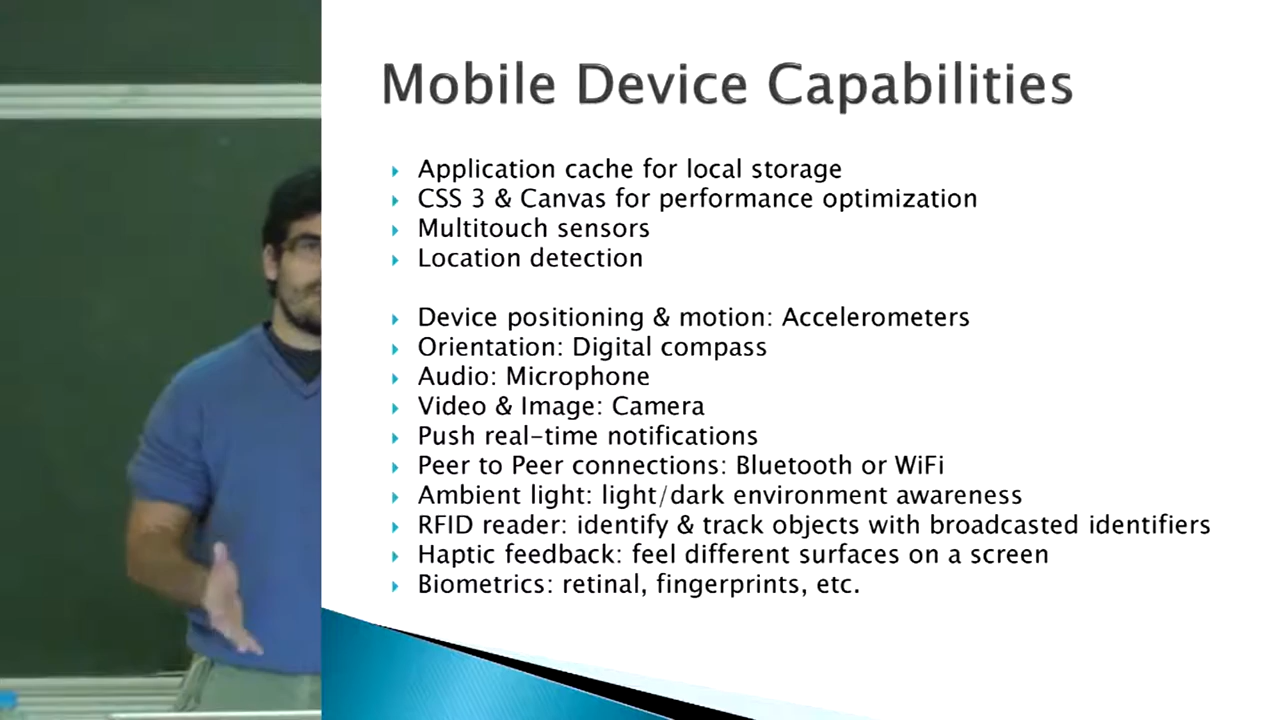 Mobile Device Capabilities
Application cache for local storage
CSS 3 & Canvas for performance optimization
Multitouch sensors
Location detection
Device positioning & motion: Accelerometers
Orientation: Digital compass
Audio: Microphone
Video & Image: Camera
Push real-time notifications
Peer to Peer connections: Bluetooth or WiFi
Ambient light: light/dark environment awareness
RFID reader: identify & track objects with broadcasted identifiers
Haptic feedback: feel different surfaces on a screen
Biometrics: retinal, fingerprints, etc.